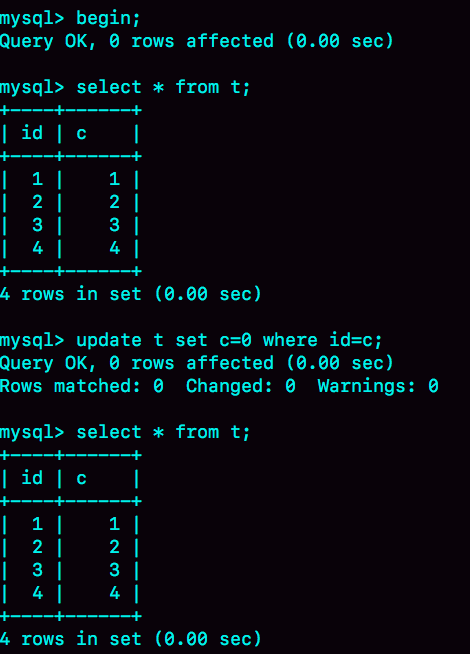 mysql> begin;
Query OK, 0 rows affected (0.00 sec)
mysql> select * from t;
+----+------+
| id | c    |
+----+------+
|  1 |    1 |
|  2 |    2 |
|  3 |    3 |
|  4 |    4 |
+----+------+
4 rows in set (0.00 sec)
mysql> update t set c=0 where id=c;
Query OK, 0 rows affected (0.00 sec)
Rows matched: 0  Changed: 0  Warnings: 0
mysql> select * from t;
+----+------+
| id | c    |
+----+------+
|  1 |    1 |
|  2 |    2 |
|  3 |    3 |
|  4 |    4 |
+----+------+
4 rows in set (0.00 sec)